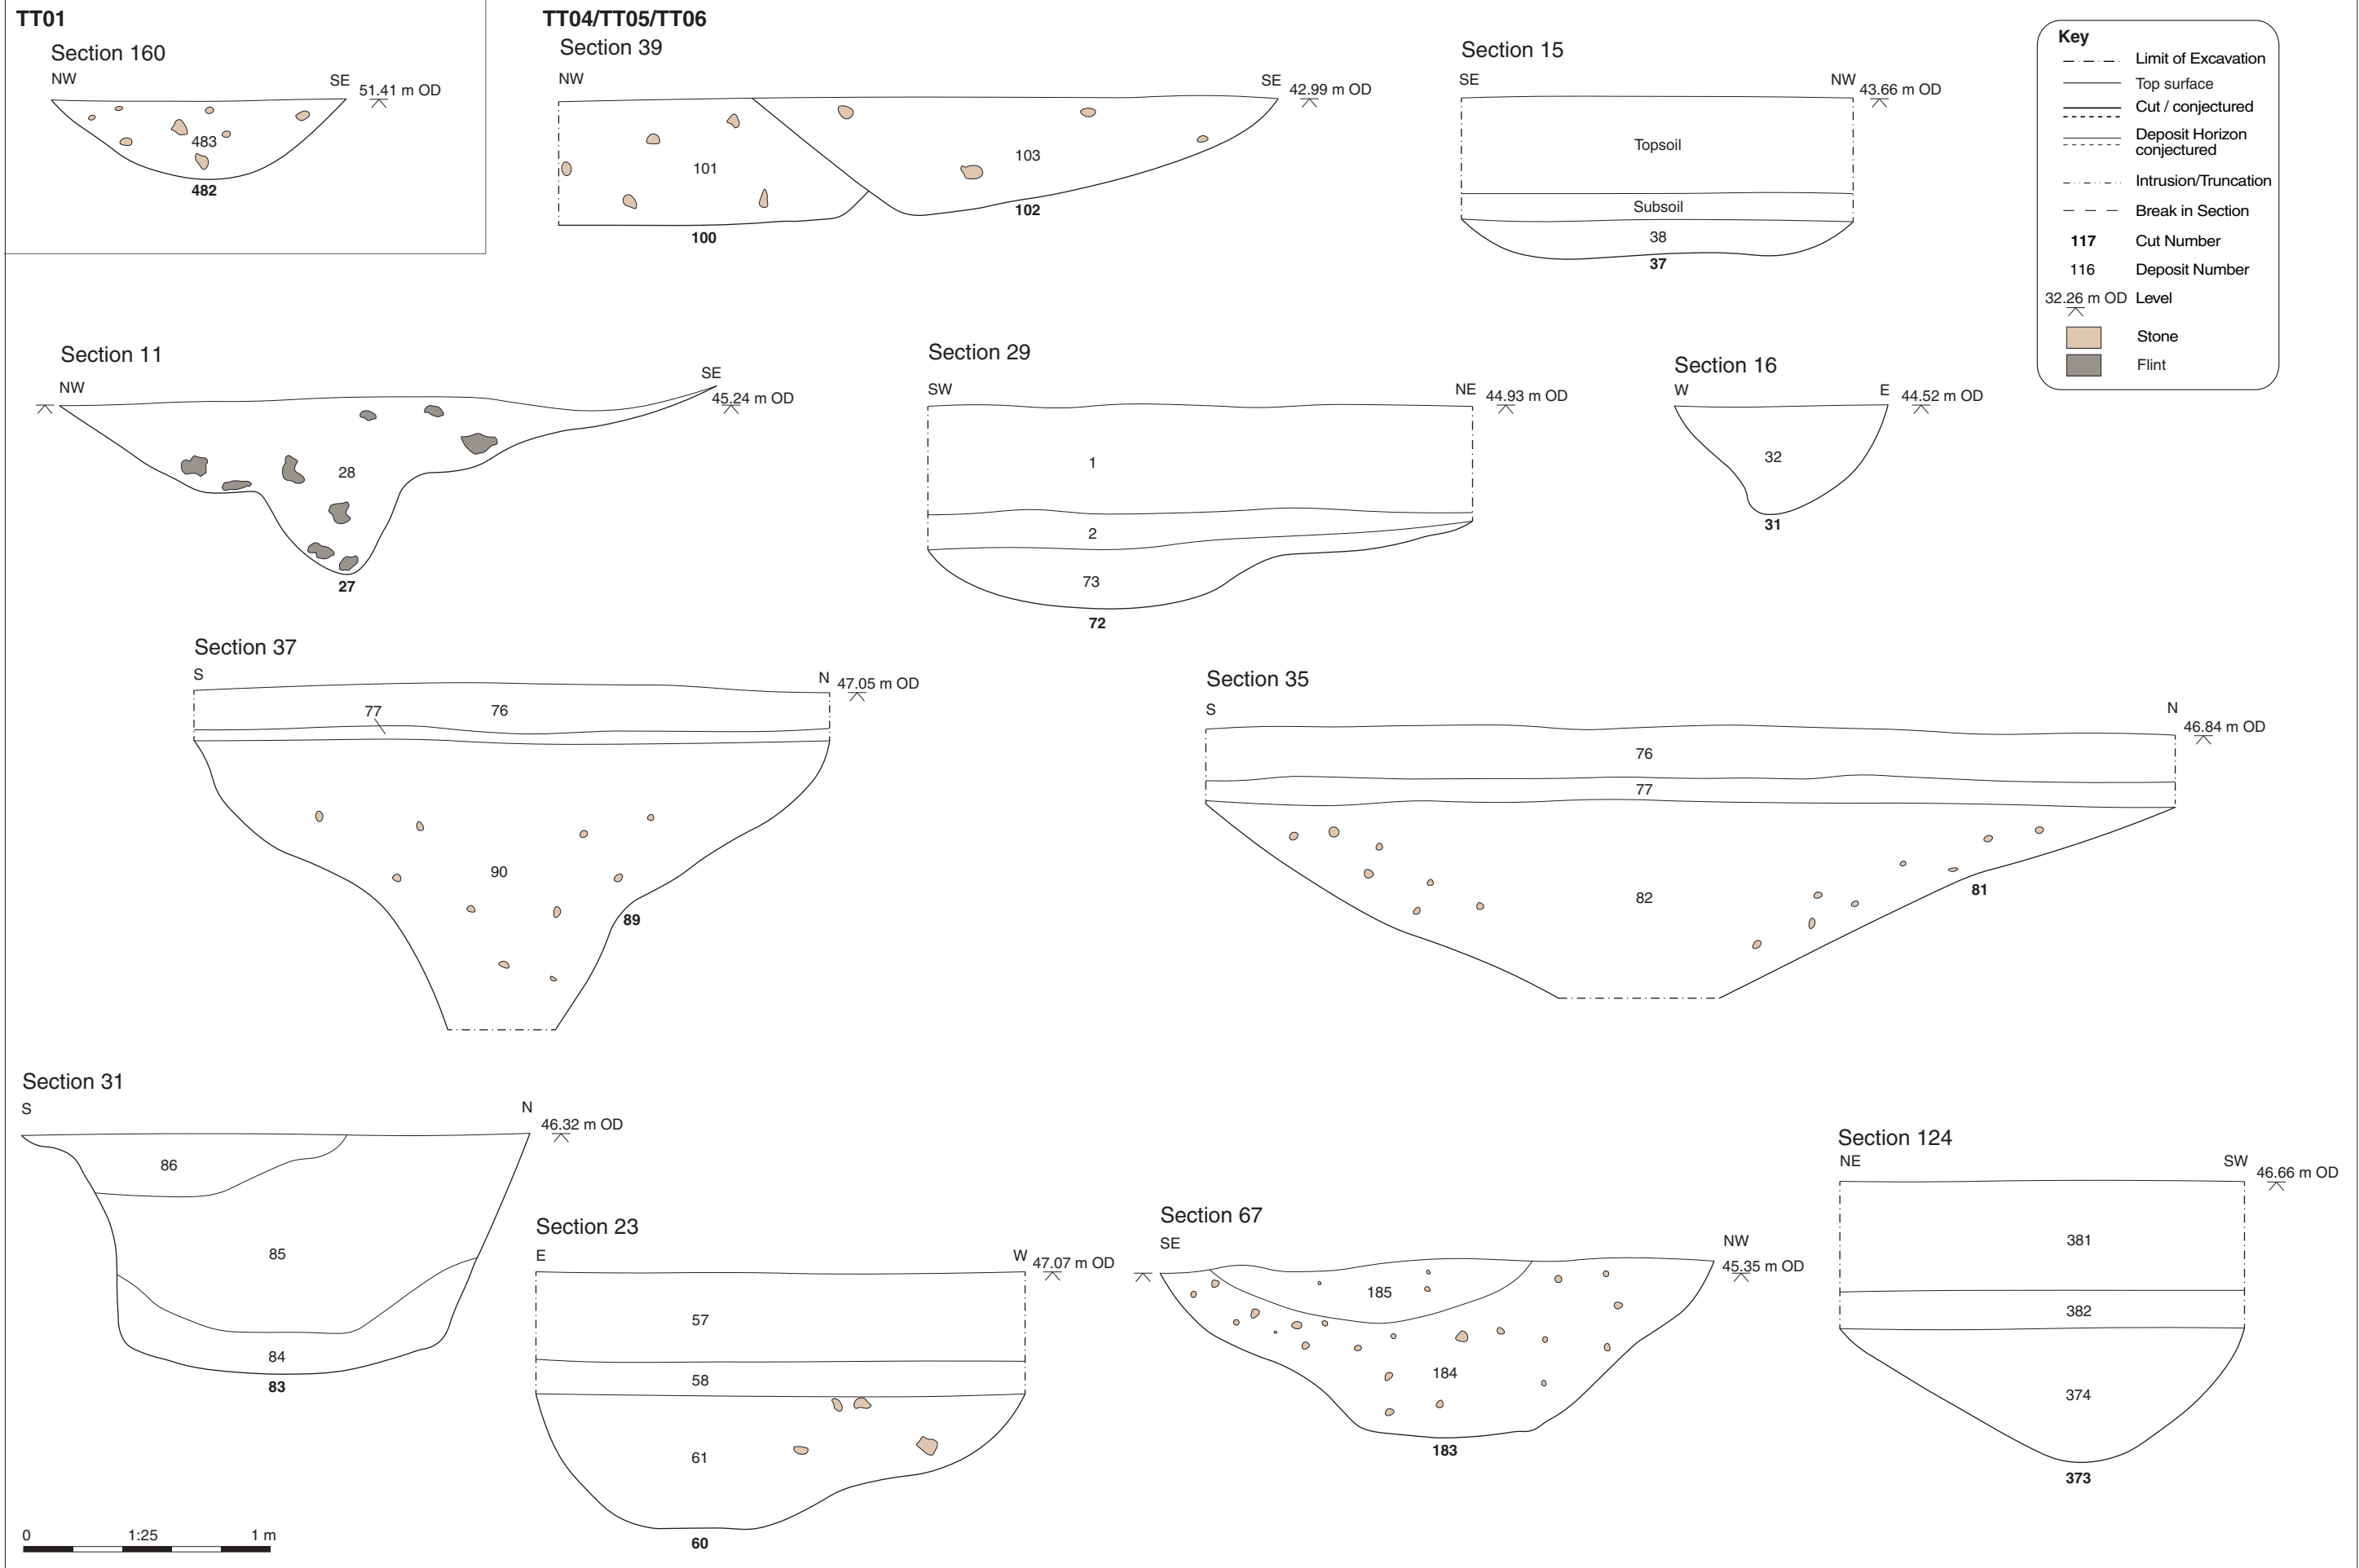 TT01
Section 160
NW
SE
51.41 m OD
483
482
TT04/TT05/TT06
Section 39
NW
SE
42.99 m OD
101
103
102
100
Section 15
SE
NW
43.66 m OD
Topsoil
Subsoil
38
37
Key
Limit of Excavation
Top surface
Cut / conjectured
Deposit Horizon
conjectured
Intrusion/Truncation
Break in Section
117 Cut Number
116 Deposit Number
32.26 m OD Level
Stone
Flint
Section 11
NW
SE
45.24 m OD
28
27
Section 29
SW
NE
44.93 m OD
1
2
73
72
Section 16
W
E
44.52 m OD
32
31
Section 37
S
N
47.05 m OD
77
76
90
89
Section 35
S
N
46.84 m OD
76
77
82
81
Section 31
S
N
46.32 m OD
86
85
84
83
Section 23
E
W
47.07 m OD
57
58
61
60
Section 67
SE
NW
45.35 m OD
185
184
183
Section 124
NE
SW
46.66 m OD
381
382
374
373
0 1:25 1 m